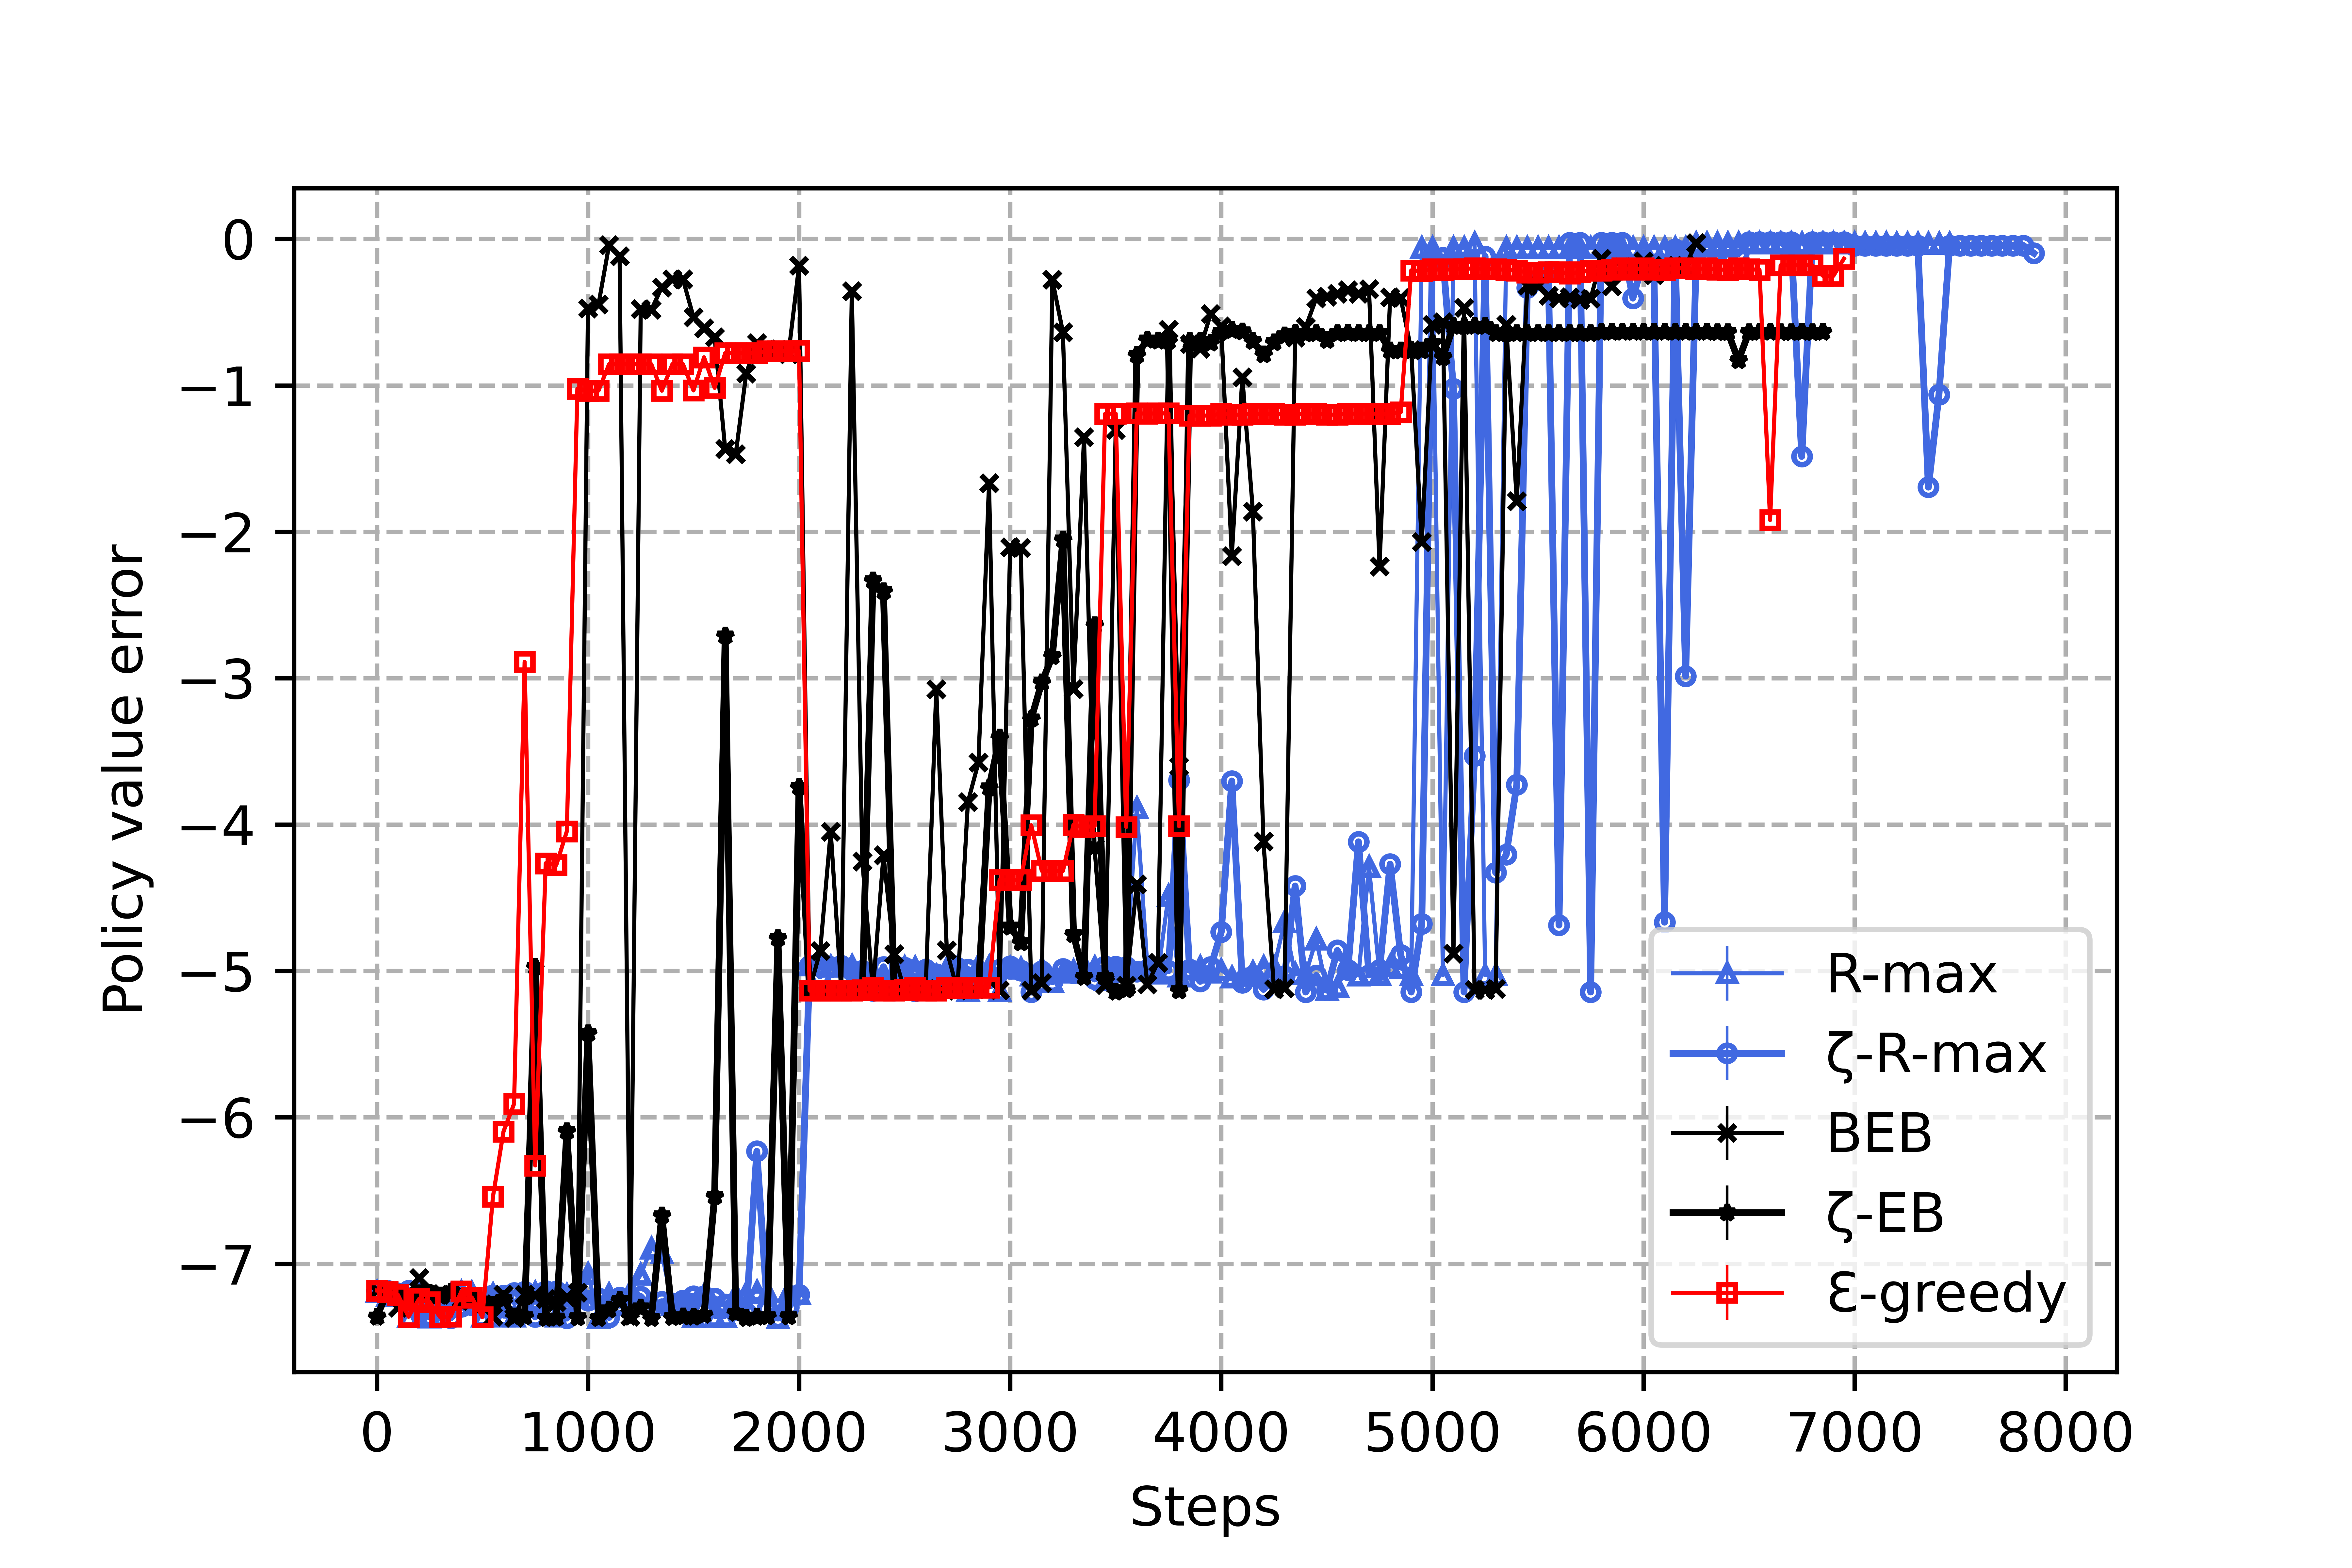 0
−1
−2
−3
−4
−5
−6
−7
Policy value error
0 1000 2000 3000 4000 5000 6000 7000 8000
Steps
R-max
ζ-R-max
BEB
ζ-EB
Ɛ-greedy